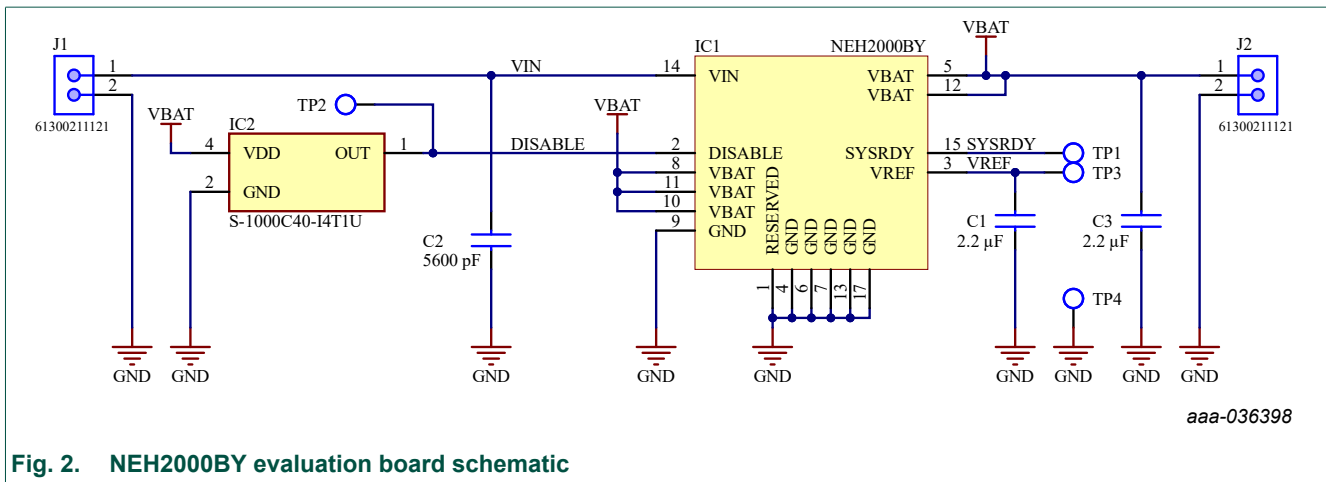 VBAT
J1
J2
IC1
NEH2000BY
1
VIN
14
VIN
VBAT
5
1
2
VBAT
12
2
61300211121
61300211121
TP2
VBAT
VBAT
IC2
4
VDD
OUT
1
DISABLE
2
DISABLE
SYSRDY
15
SYSRDY
TP1
8
VBAT
VREF
3
VREF
TP3
2
GND
11
VBAT
10
VBAT
9
GND
S-1000C40-I4T1U
RESERVED
GND
GND
GND
GND
GND
C2
5600 pF
C1
2.2 µF
C3
2.2 µF
1
4
6
7
13
17
TP4
GND
GND
GND
GND
GND
GND
GND
GND
GND
aaa-036398
Fig. 2. NEH2000BY evaluation board schematic